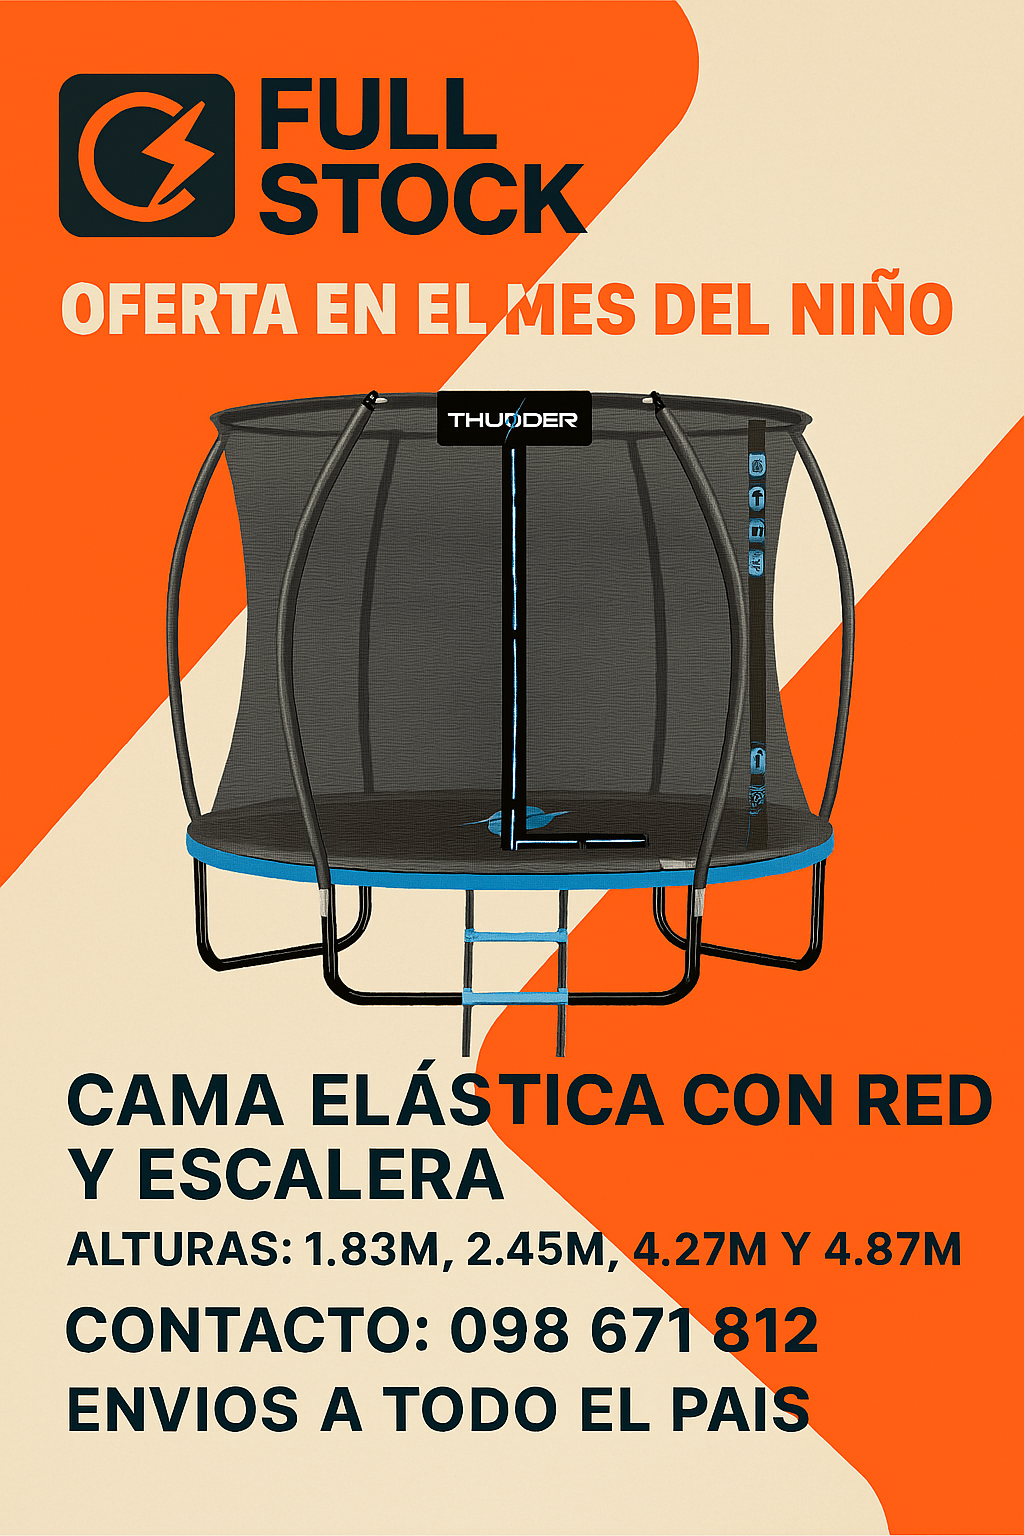 FULL
STOCK
OFERTA EN EL MES DEL NIÑO
THUDDER
CAMA ELÁSTICA CON RED
Y ESCALERA
ALTURAS: 1.83M, 2.45M, 4.27M Y 4.87M
CONTACTO: 098 671 812
ENVIOS A TODO EL PAIS